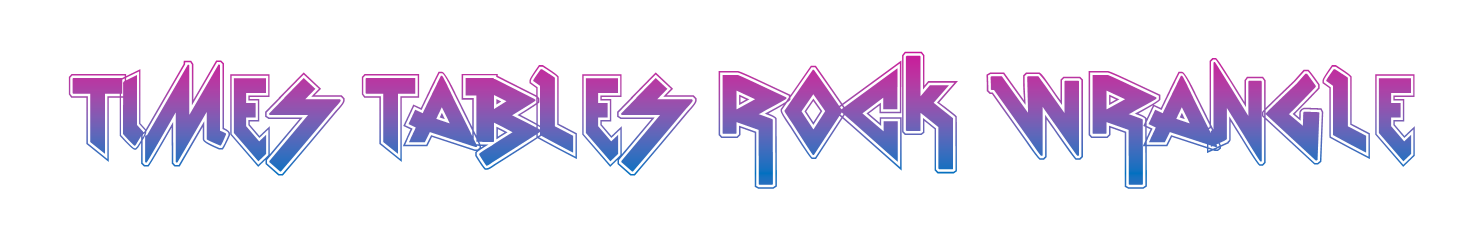 TIMES TABLES ROCK WRANGLE